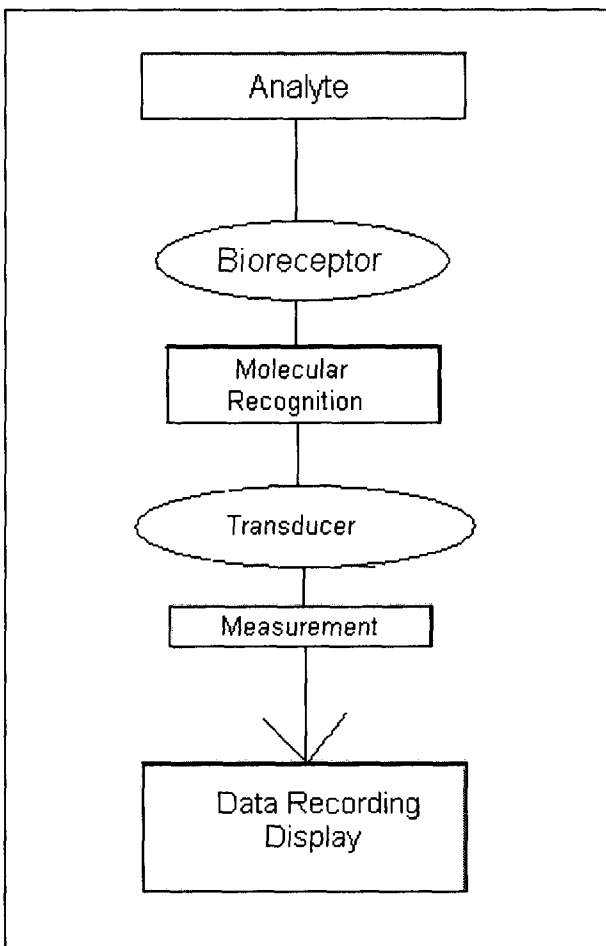 Analyte
Bioreceptor
Molecular
Recognition
Transducer
Measurement
Data Recording
Display